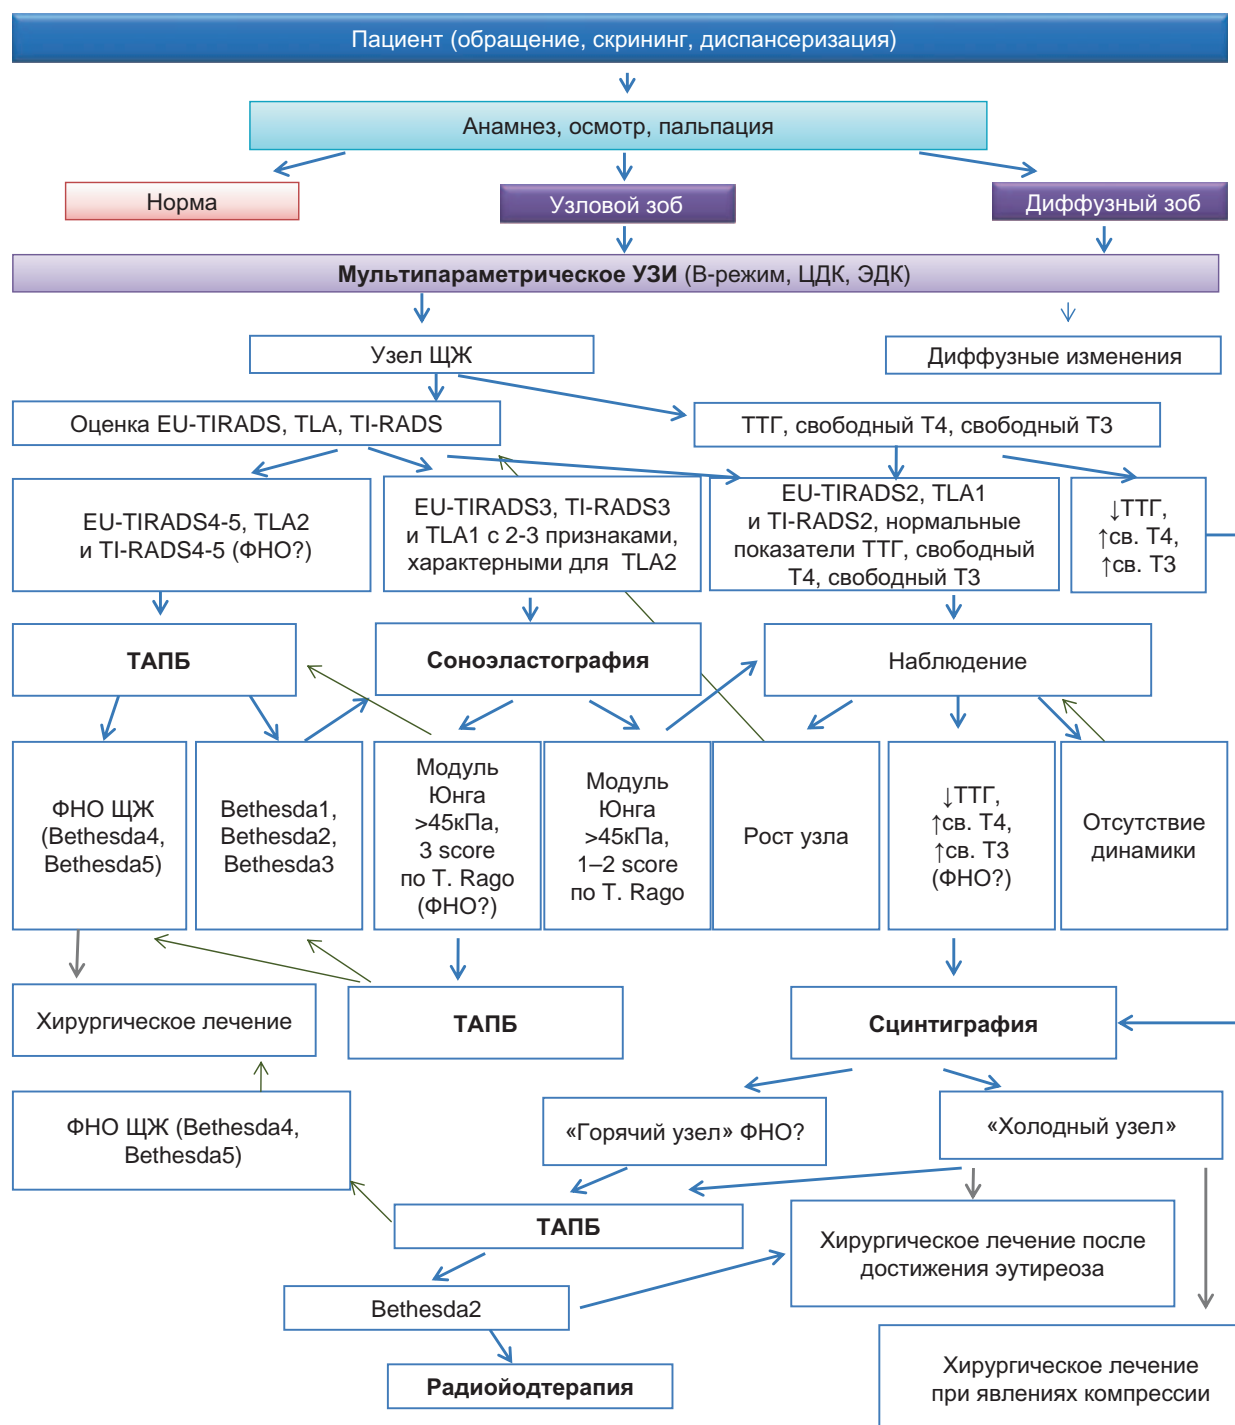 Пациент (обращение, скрининг, диспансеризация)
Анамнез, осмотр, пальпация
Норма
Узловой зоб
Диффузный зоб
Мультипараметрическое УЗИ (В-режим, ЦДК, ЭДК)
Узел ЩЖ
Диффузные изменения
Оценка EU-TIRADS, TLA, TI-RADS
ТТГ, свободный Т4, свободный Т3
EU-TIRADS4-5, TLA2
и TI-RADS4-5 (ФНО?)
EU-TIRADS3, TI-RADS3
и TLA1 с 2-3 признаками,
характерными для TLA2
EU-TIRADS2, TLA1
и TI-RADS2, нормальные
показатели ТТГ, свободный
Т4, свободный Т3
↓ТТГ,
↑св. Т4,
↑св. Т3
ТАПБ
Соноэластография
Наблюдение
ФНО ЩЖ
(Bethesda4,
Bethesda5)
Bethesda1,
Bethesda2,
Bethesda3
Модуль
Юнга
>45кПа,
3 score
по T. Rago
(ФНО?)
Модуль
Юнга
>45кПа,
1–2 score
по T. Rago
Рост узла
↓ТТГ,
↑св. Т4,
↑св. Т3
(ФНО?)
Отсутствие
динамики
Хирургическое лечение
ТАПБ
Сцинтиграфия
ФНО ЩЖ (Bethesda4,
Bethesda5)
«Горячий узел» ФНО?
«Холодный узел»
ТАПБ
Хирургическое лечение после
достижения эутиреоза
Bethesda2
Радиойодтерапия
Хирургическое лечение
при явлениях компрессии